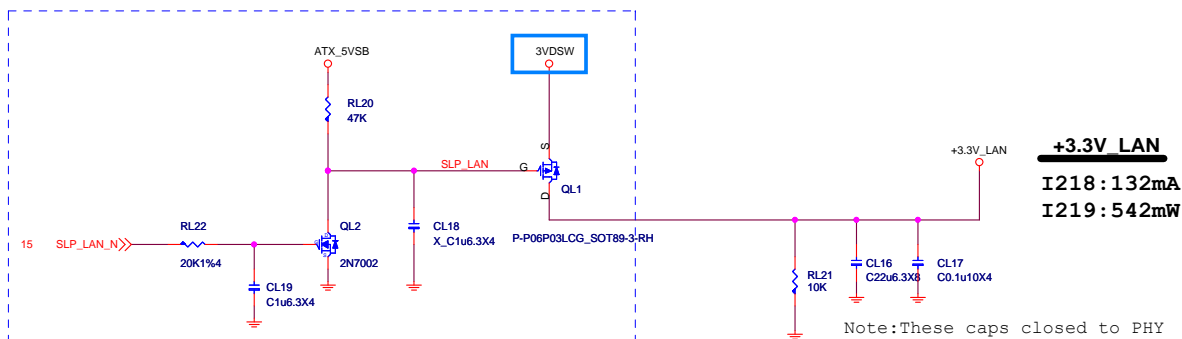 ATX_5VSB
3VDSW
RL20
47K
S
SLP_LAN
G
QL1
D
+3.3V_LAN
+3.3V_LAN
I218:132mA
I219:542mW
RL22
QL2
CL18
X_C1u6.3X4
P-P06P03LCG_SOT89-3-RH
15
SLP_LAN_N
20K1%4
2N7002
CL19
C1u6.3X4
RL21
10K
CL16
C22u6.3X8
CL17
C0.1u10X4
Note:These caps closed to PHY